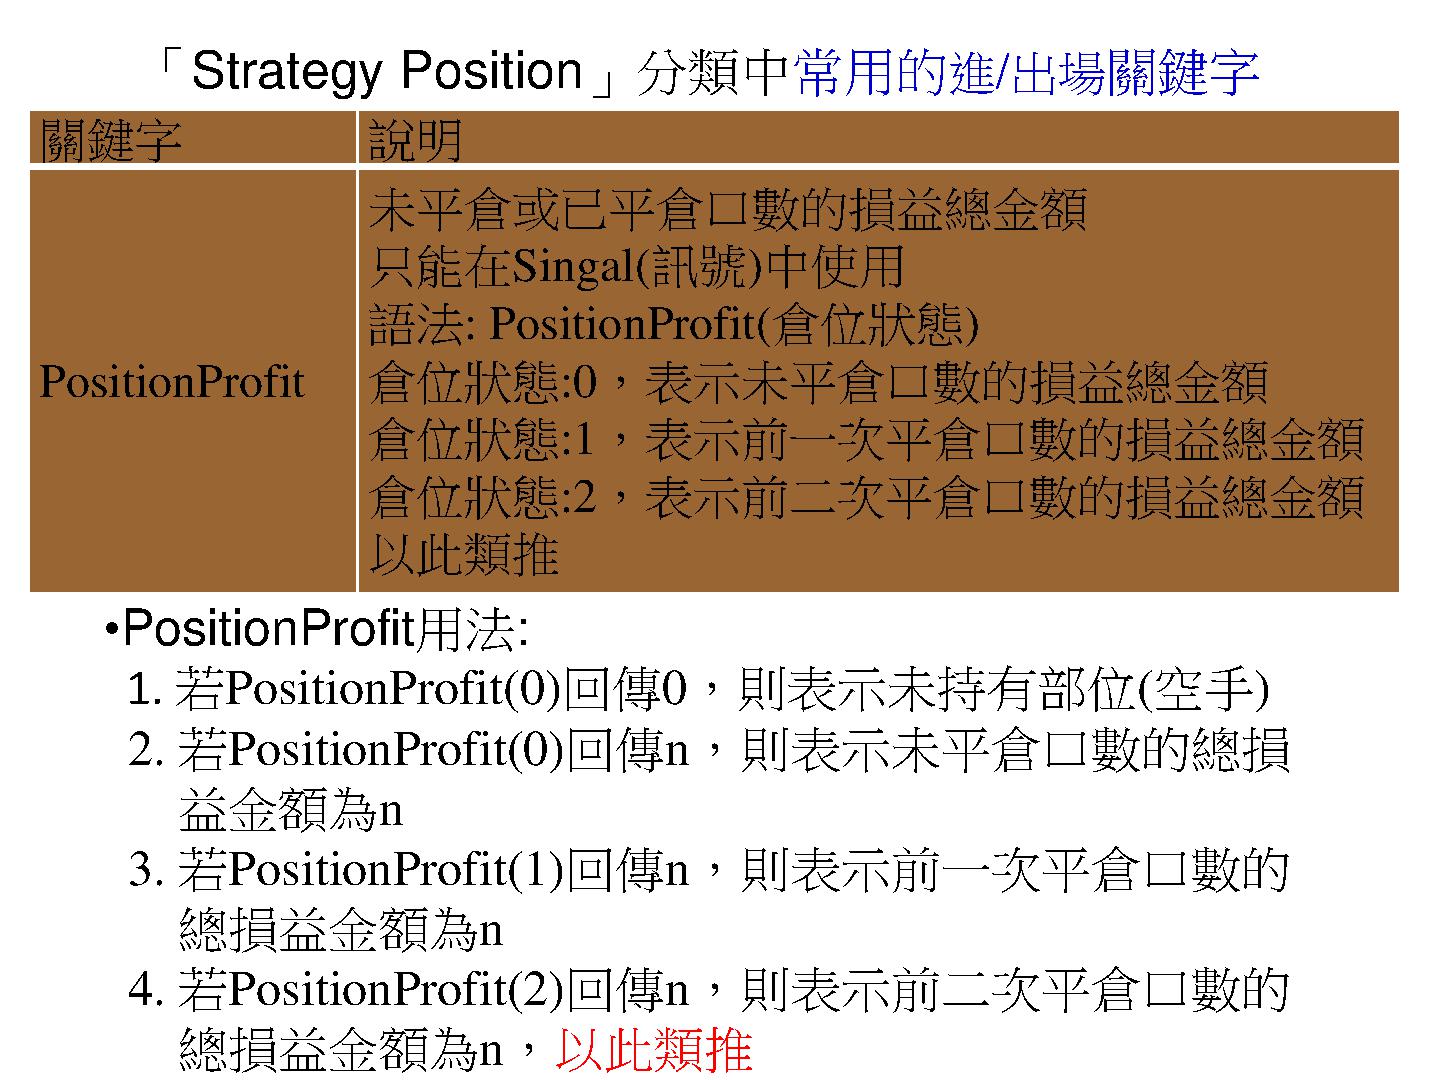 「Strategy Position」分類中常用的進/出場關鍵字
關鍵字 說明
PositionProfit
未平倉或已平倉口數的損益總金額
只能在Singal(訊號)中使用
語法: PositionProfit(倉位狀態)
倉位狀態:0，表示未平倉口數的損益總金額
倉位狀態:1，表示前一次平倉口數的損益總金額
倉位狀態:2，表示前二次平倉口數的損益總金額
以此類推
•PositionProfit用法:
1. 若PositionProfit(0)回傳0，則表示未持有部位(空手)
2. 若PositionProfit(0)回傳n，則表示未平倉口數的總損
益金額為n
3. 若PositionProfit(1)回傳n，則表示前一次平倉口數的
總損益金額為n
4. 若PositionProfit(2)回傳n，則表示前二次平倉口數的
總損益金額為n，以此類推